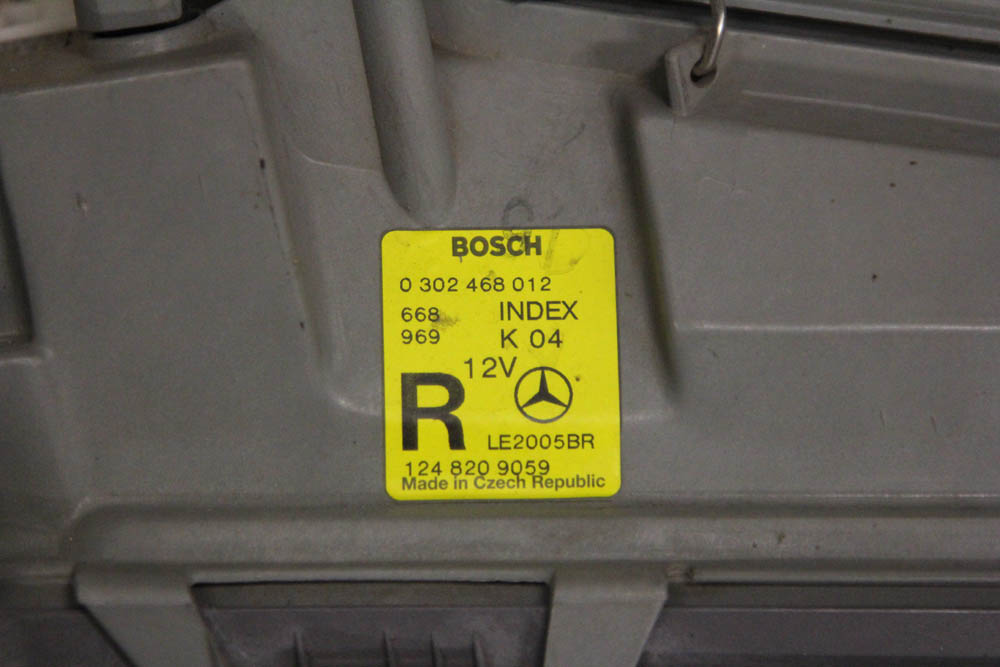 BOSCH
0 302 468 012
668 INDEX
969 K 04
12V
R
LE2005BR
124 820 9059
Made in Czech Republic